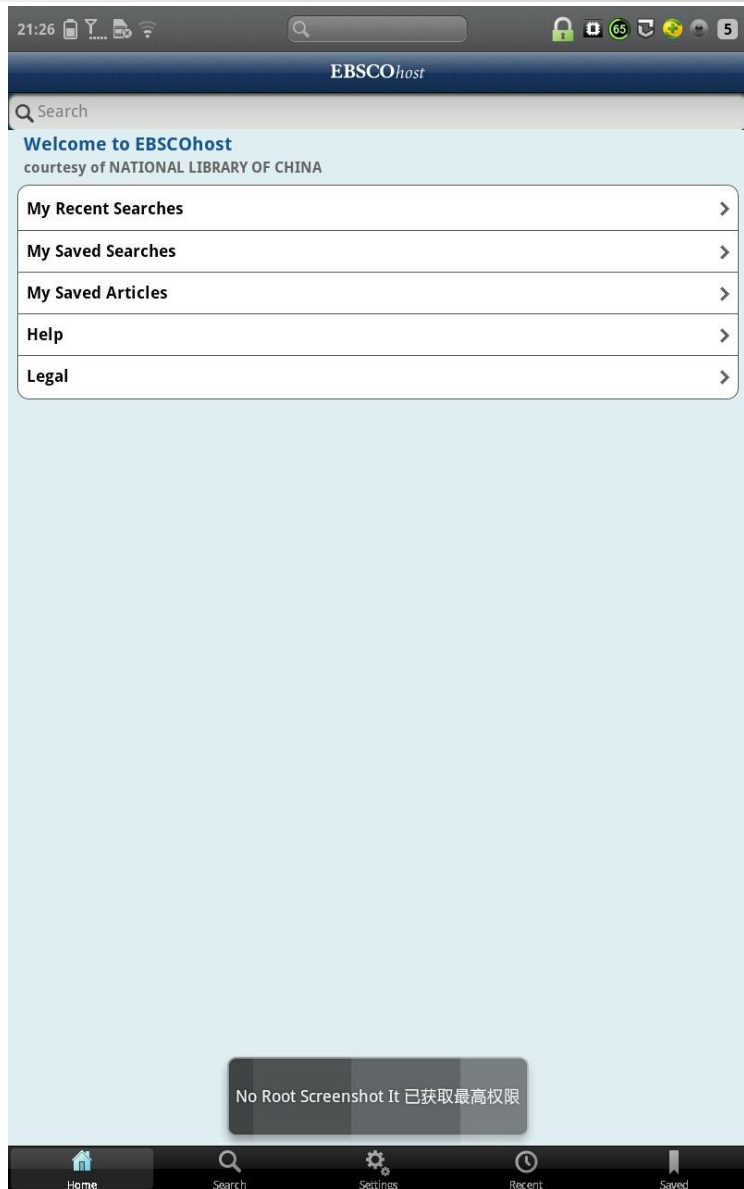 21:26
65
5
EBSCOhost
Search
Welcome to EBSCOhost
courtesy of NATIONAL LIBRARY OF CHINA
My Recent Searches
My Saved Searches
My Saved Articles
Help
Legal
No Root Screenshot It 已获取最高权限
Home
Search
Settings
Recent
Saved